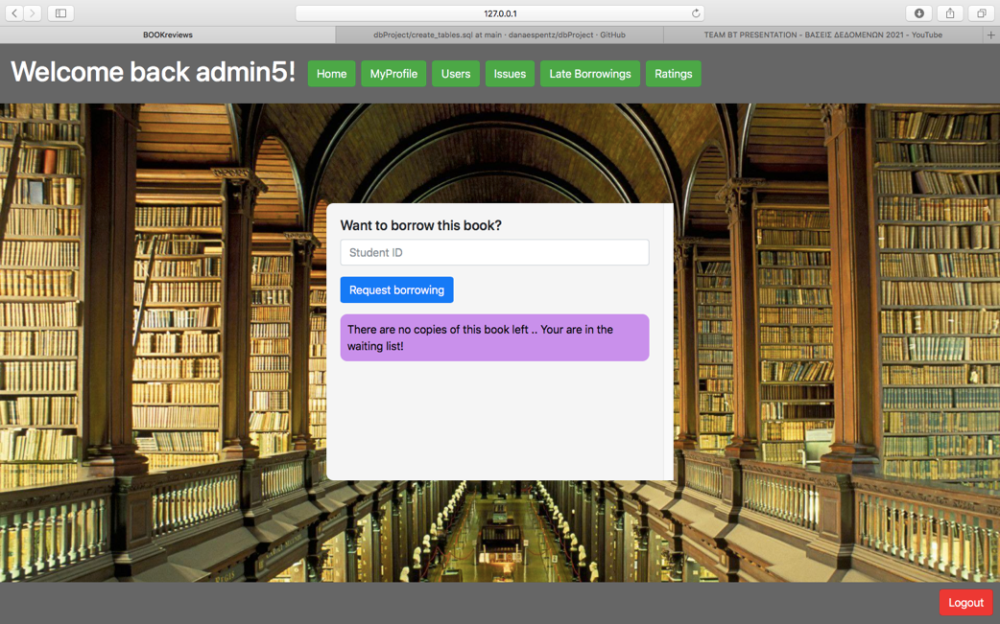 127.0.0.1
BOOKreviews
dbProject/create_tables.sql at main · danaespentz/dbProject · GitHub
TEAM BT PRESENTATION - ΒΑΣΕΙΣ ΔΕΔΟΜΕΝΩΝ 2021 - YouTube
Welcome back admin5!
Home
MyProfile
Users
Issues
Late Borrowings
Ratings
Want to borrow this book?
Student ID
Request borrowing
There are no copies of this book left .. Your are in the
waiting list!
Logout